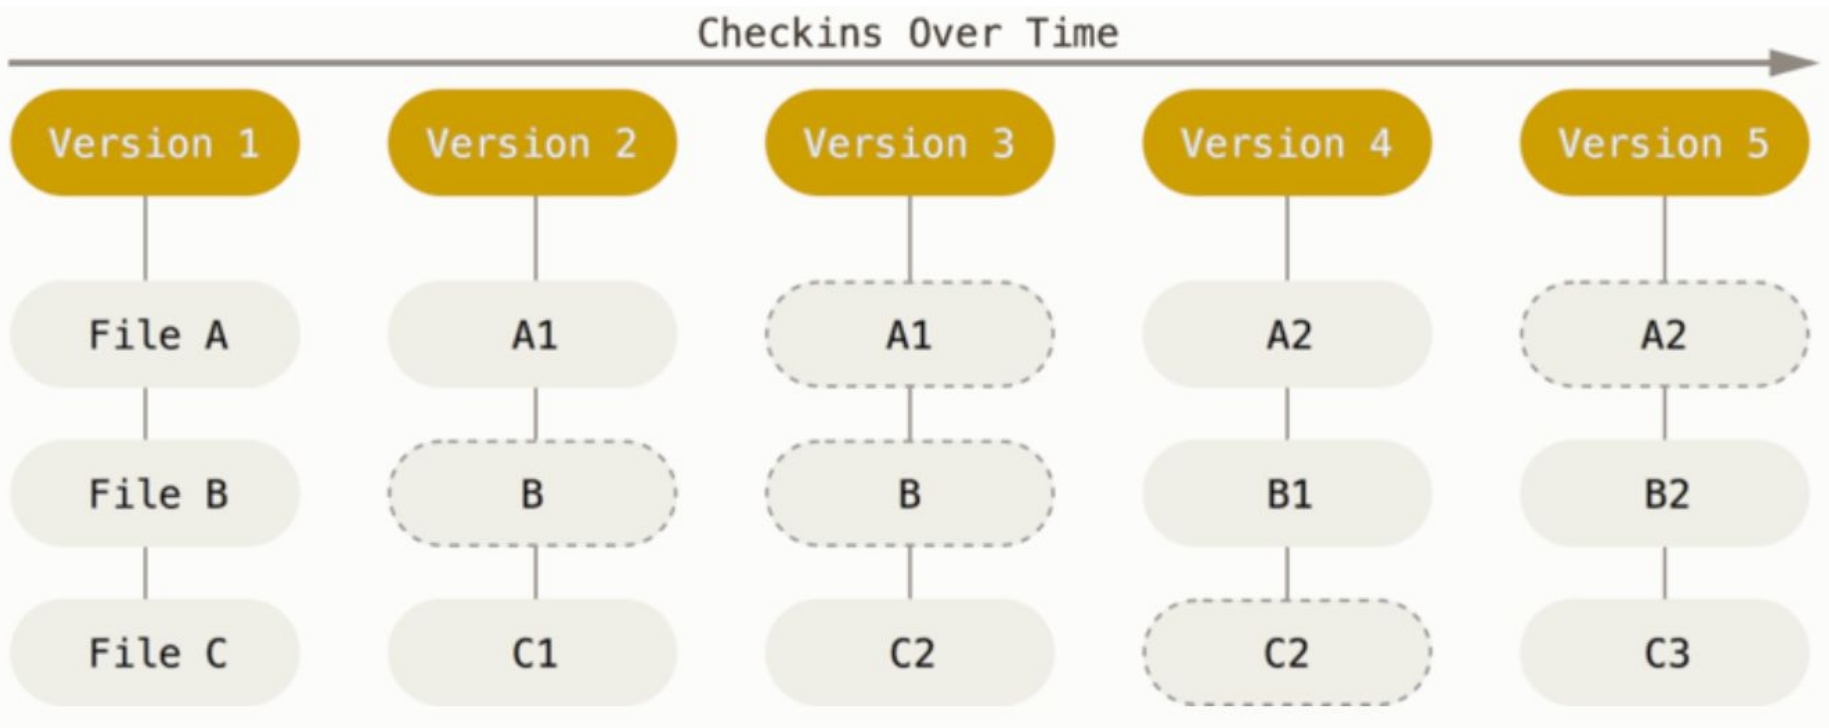 Checkins Over Time
Version 1 Version 2 Version 3 Version 4 Version 5
File A A1 A1 A2 A2
File B B B B1 B2
File C C1 C2 C2 C3